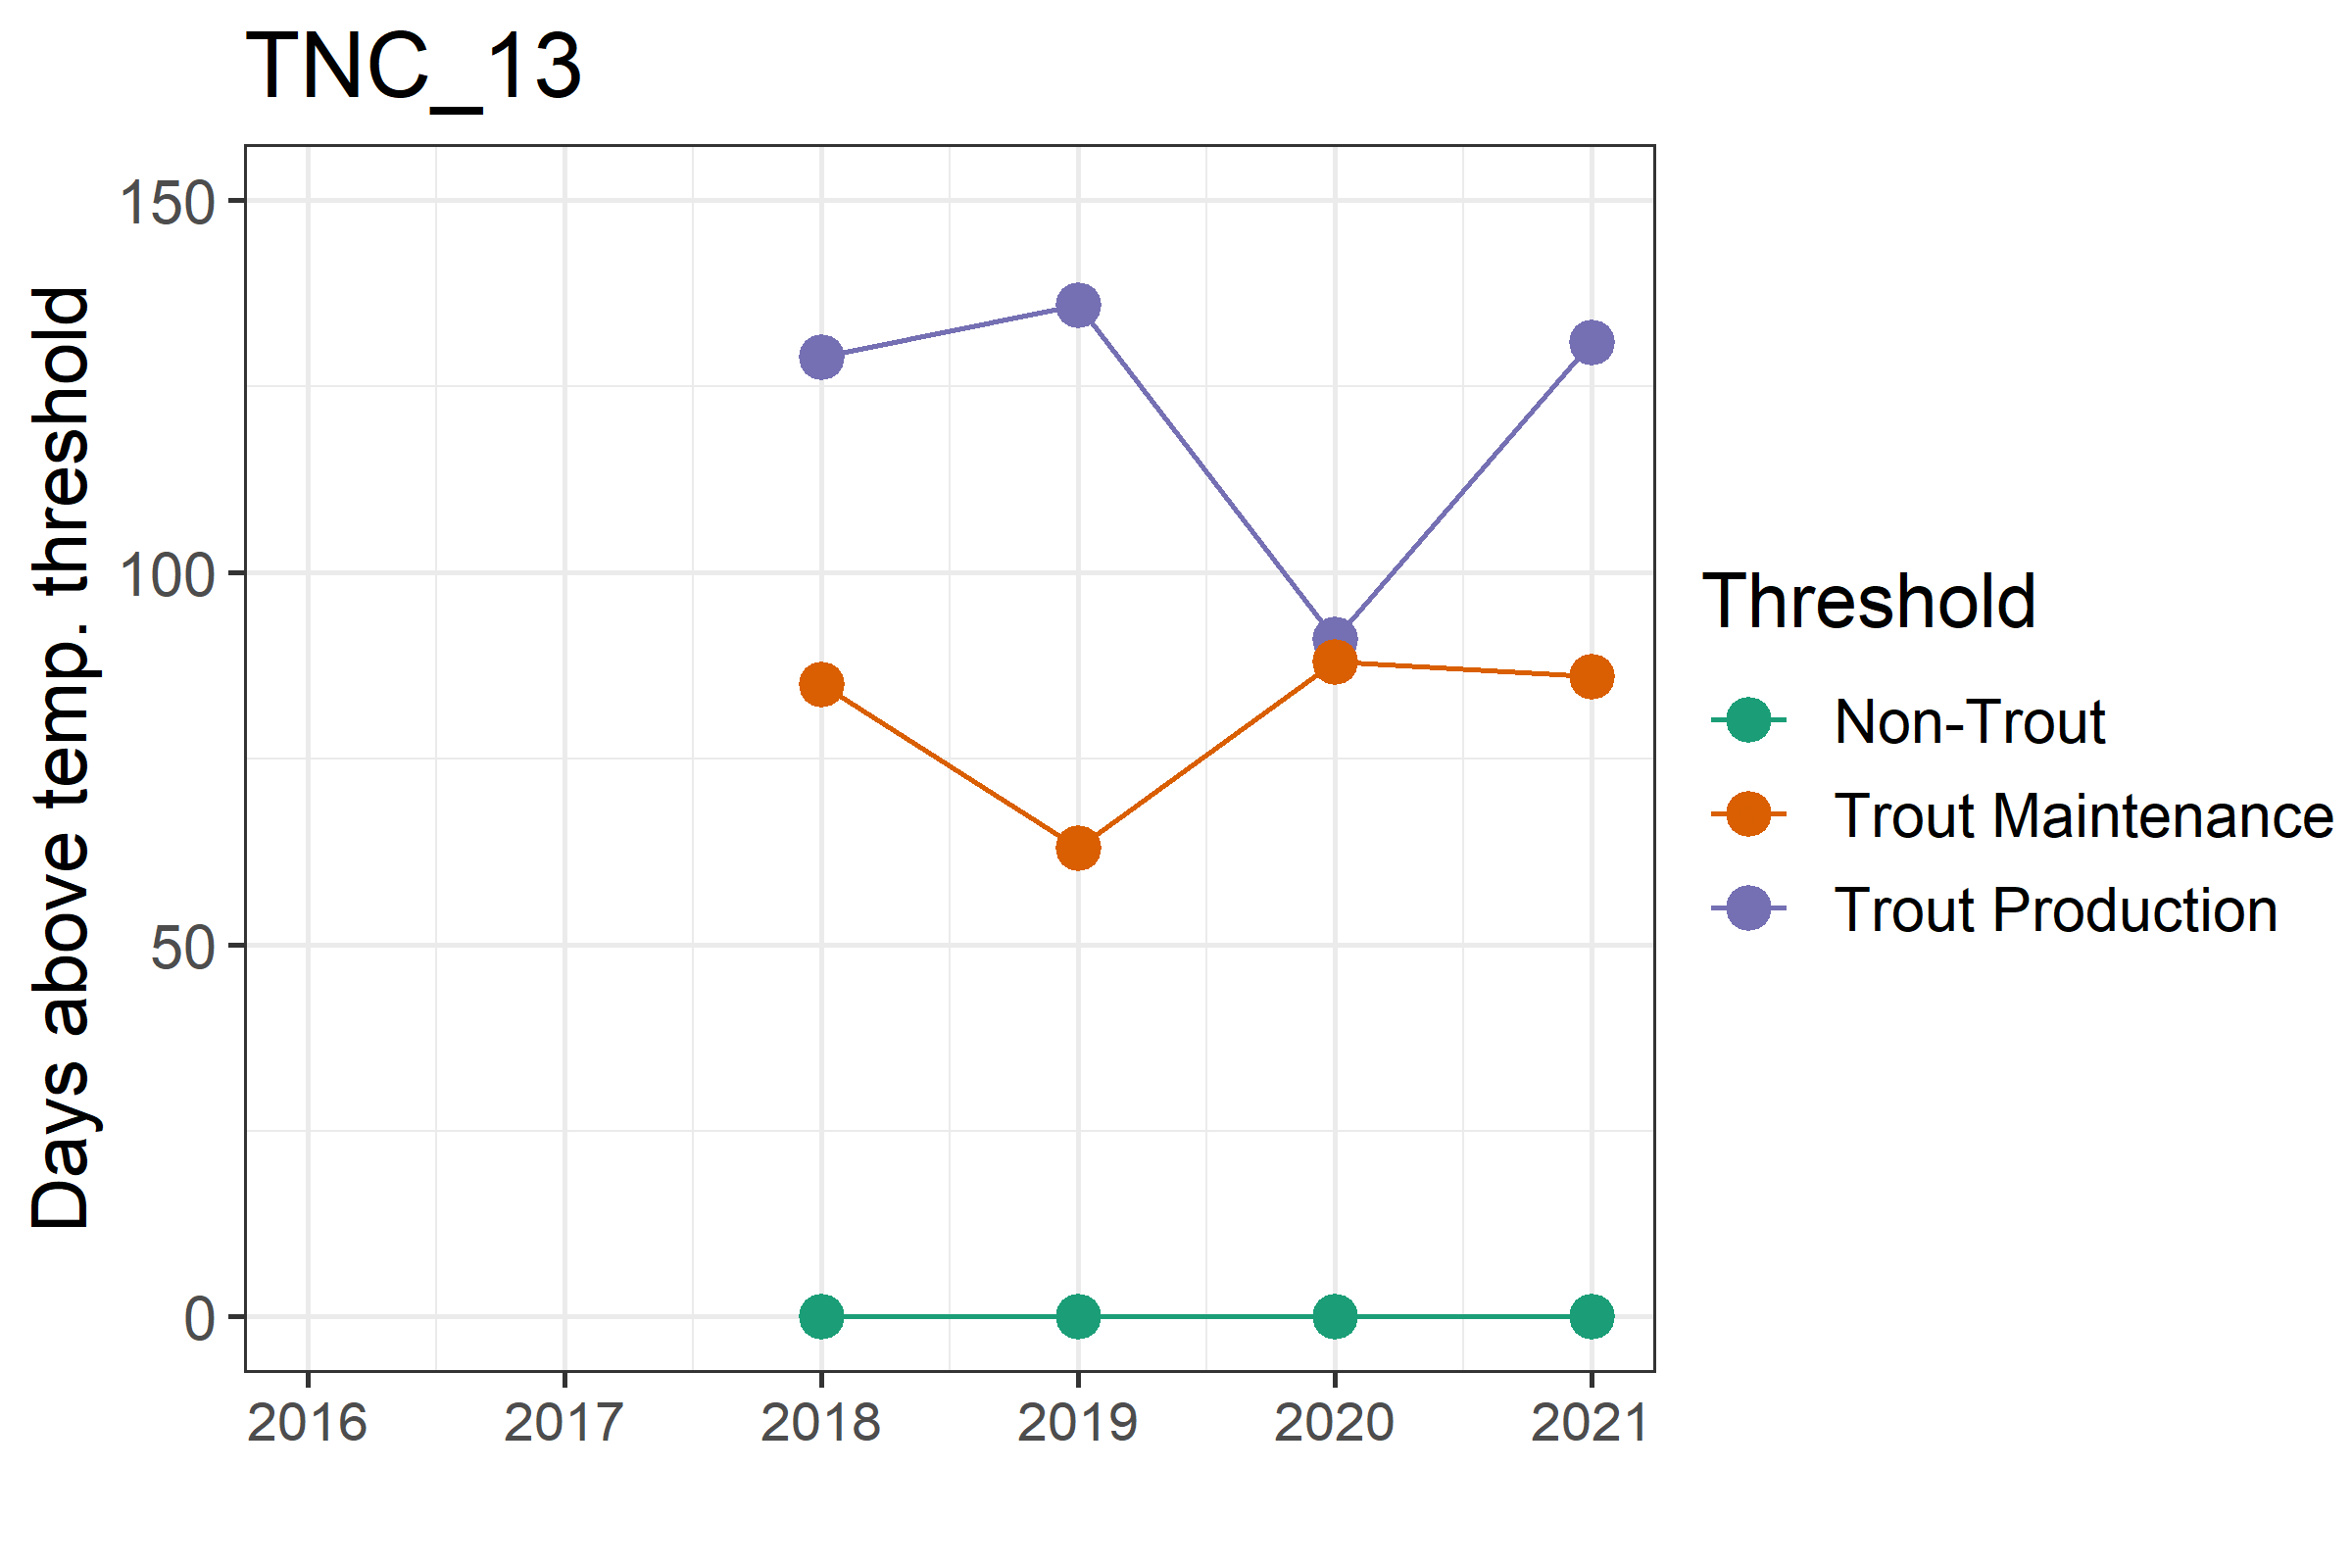 TNC_13
Days above temp. threshold
150
100
50
0
2016 2017 2018 2019 2020 2021
Threshold
Non-Trout
Trout Maintenance
Trout Production